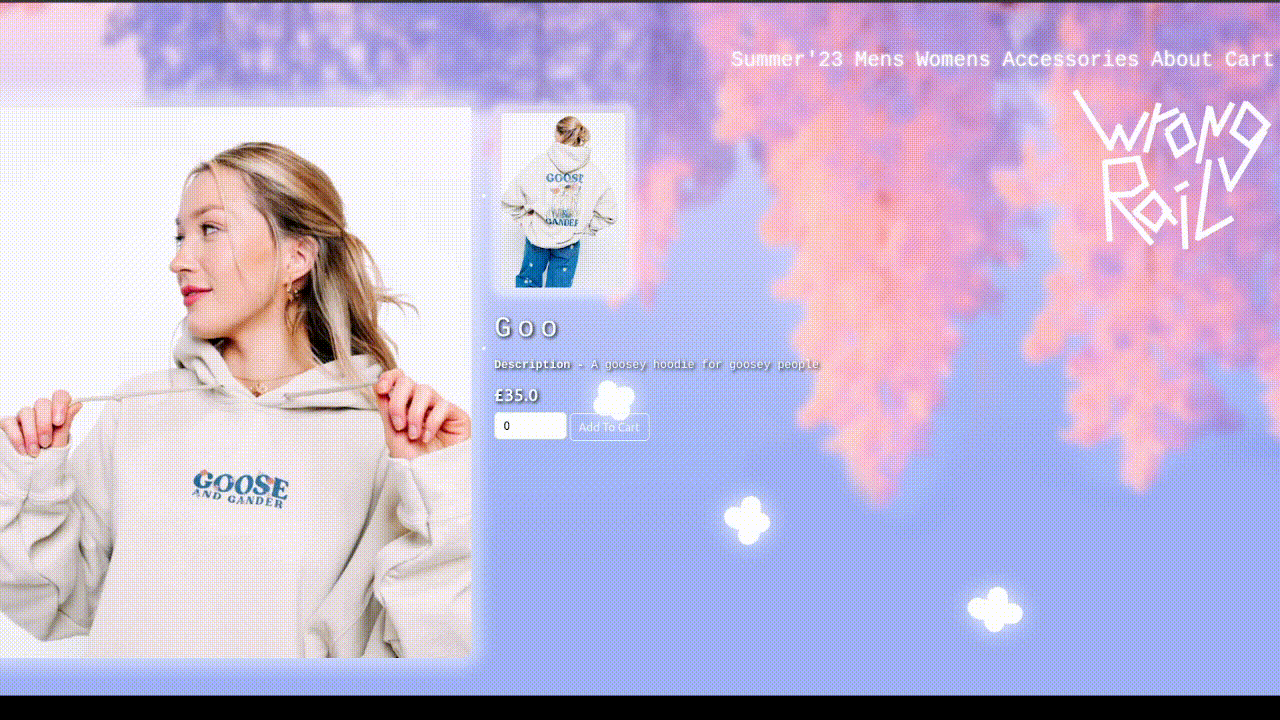 Summer'23 Mens Womens Accessories About Cart
Wrong
Rail
GOOSE
GANDER
Goo
Description - A goosey hoodie for goosey people
£35.0
0
Add To Cart
GOOSE
AND GANDER